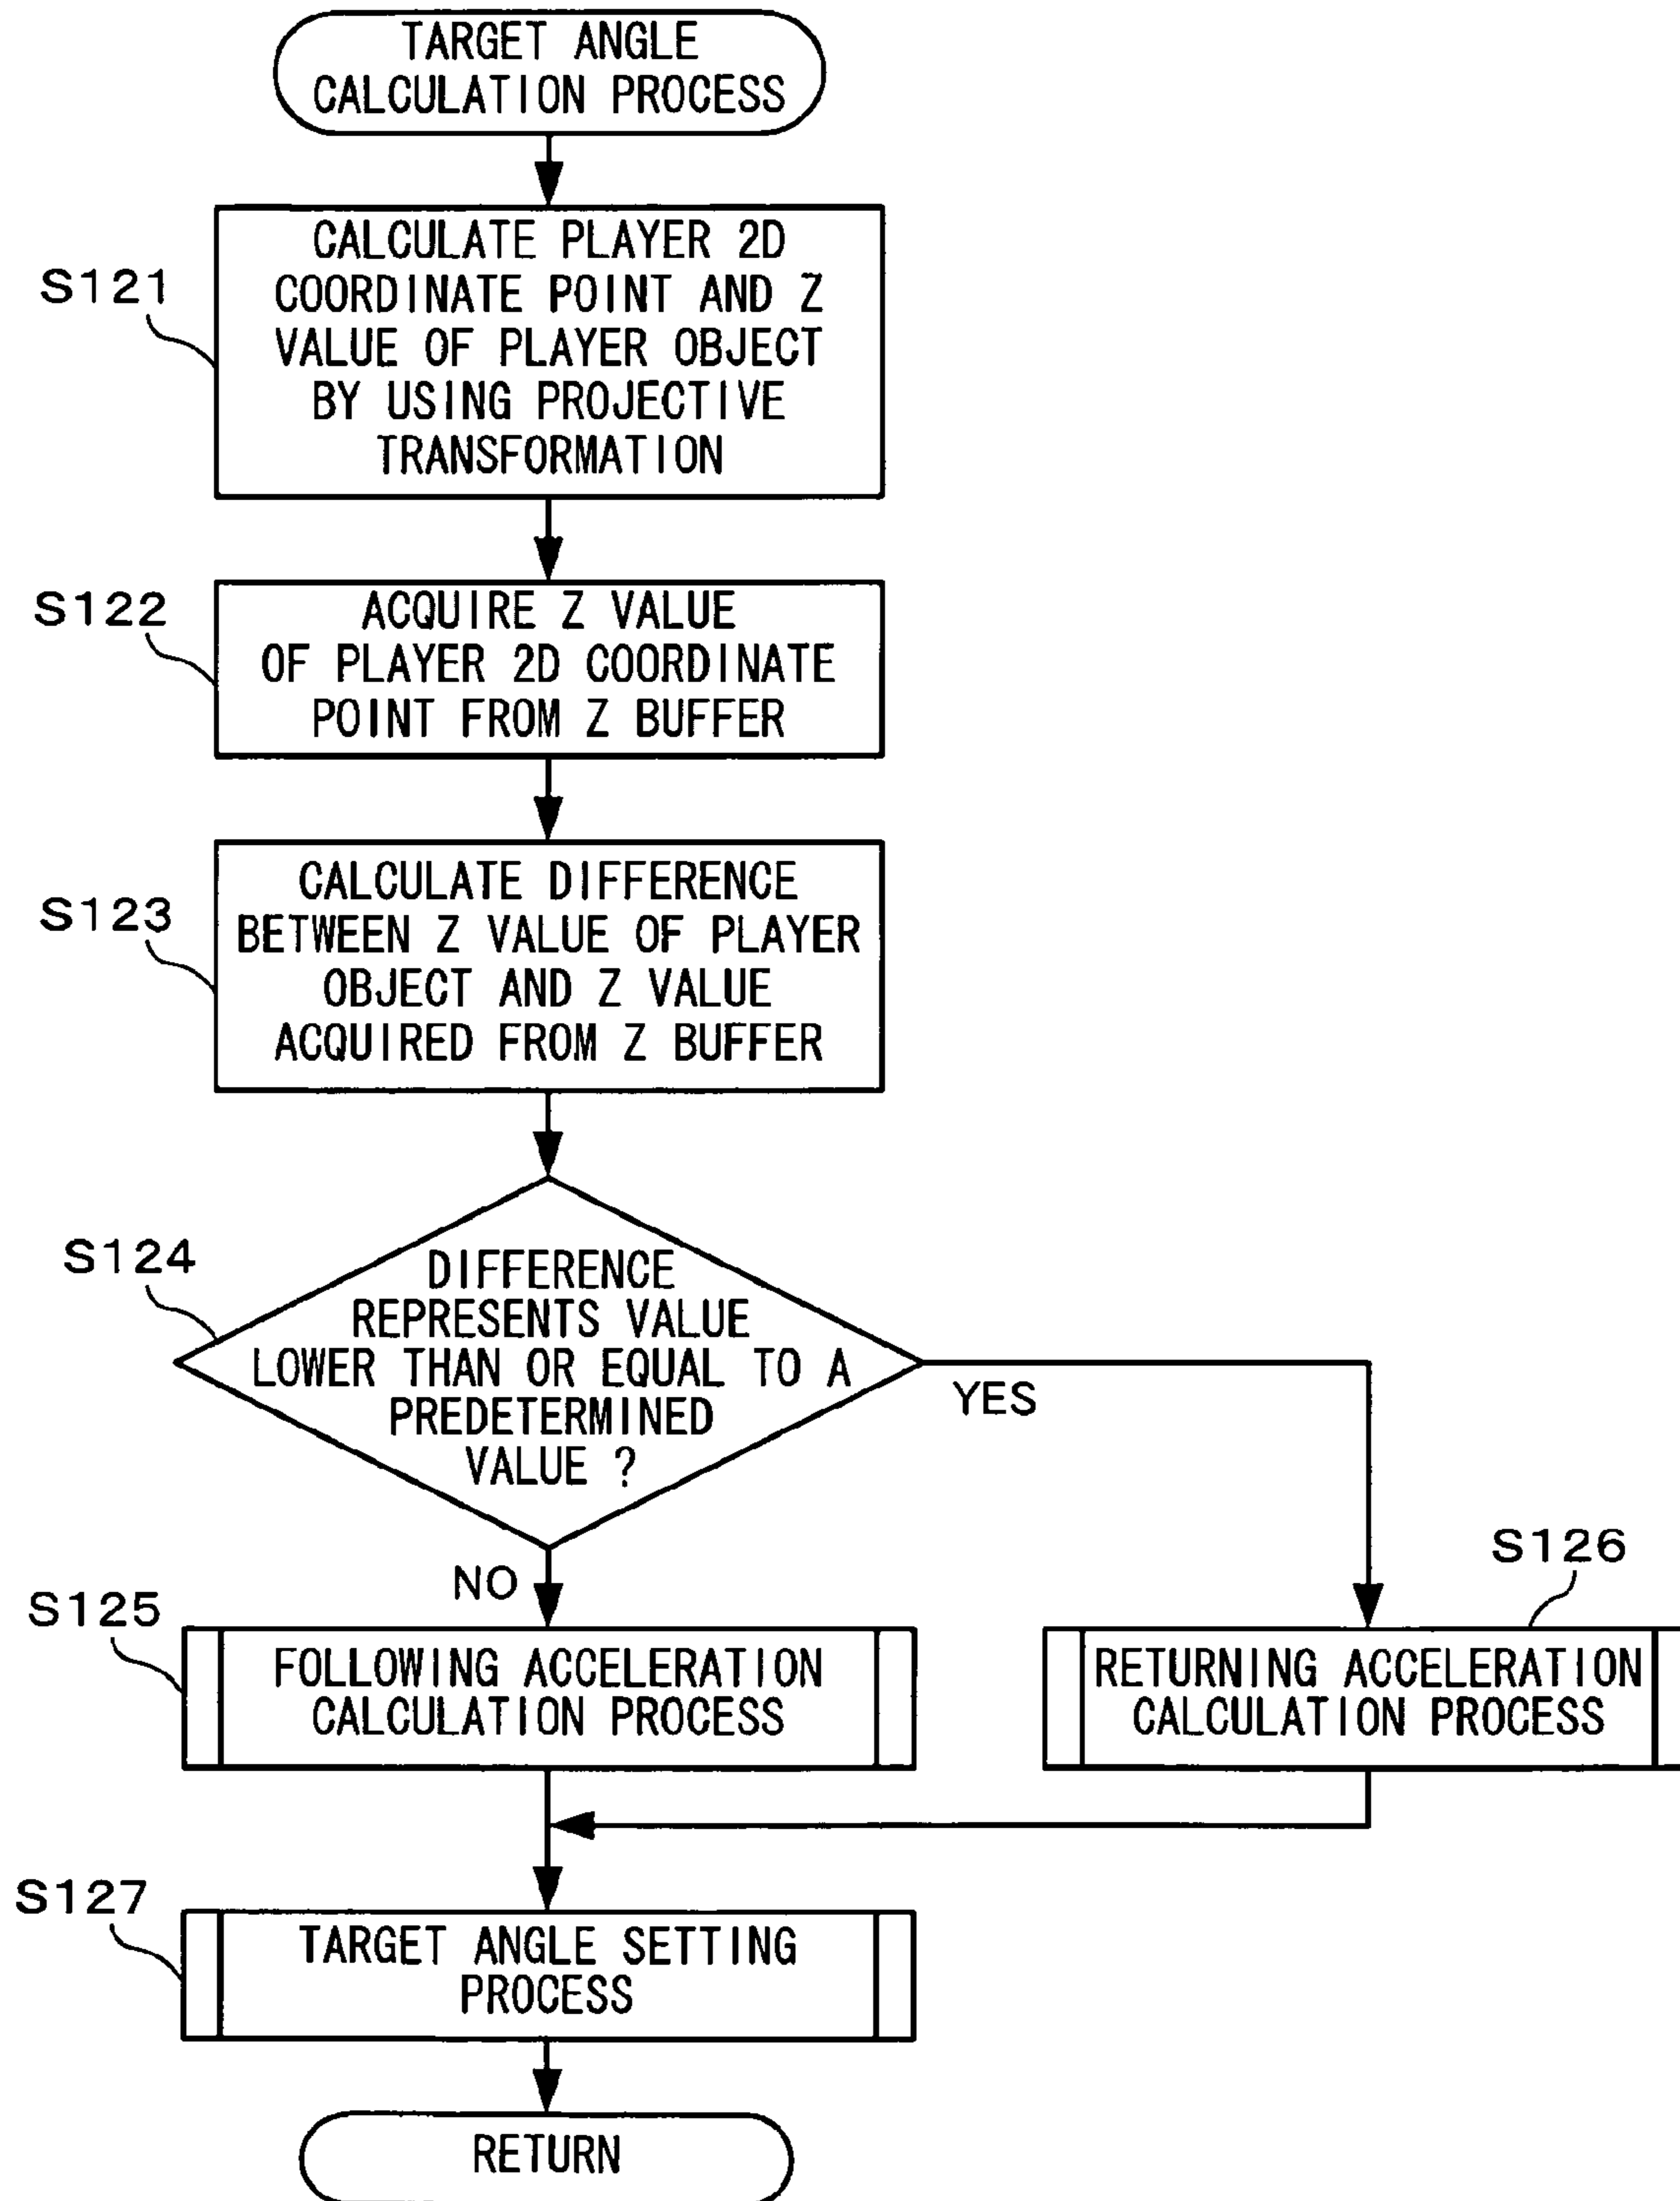 TARGET ANGLE
CALCULATION PROCESS
S121
CALCULATE PLAYER 2D
COORDINATE POINT AND Z
VALUE OF PLAYER OBJECT
BY USING PROJECTIVE
TRANSFORMATION
S122
ACQUIRE Z VALUE
OF PLAYER 2D COORDINATE
POINT FROM Z BUFFER
S123
CALCULATE DIFFERENCE
BETWEEN Z VALUE OF PLAYER
OBJECT AND Z VALUE
ACQUIRED FROM Z BUFFER
S124
DIFFERENCE
REPRESENTS VALUE
LOWER THAN OR EQUAL TO A
PREDETERMINED
VALUE ?
YES
NO
S125
FOLLOWING ACCELERATION
CALCULATION PROCESS
S126
RETURNING ACCELERATION
CALCULATION PROCESS
S127
TARGET ANGLE SETTING
PROCESS
RETURN